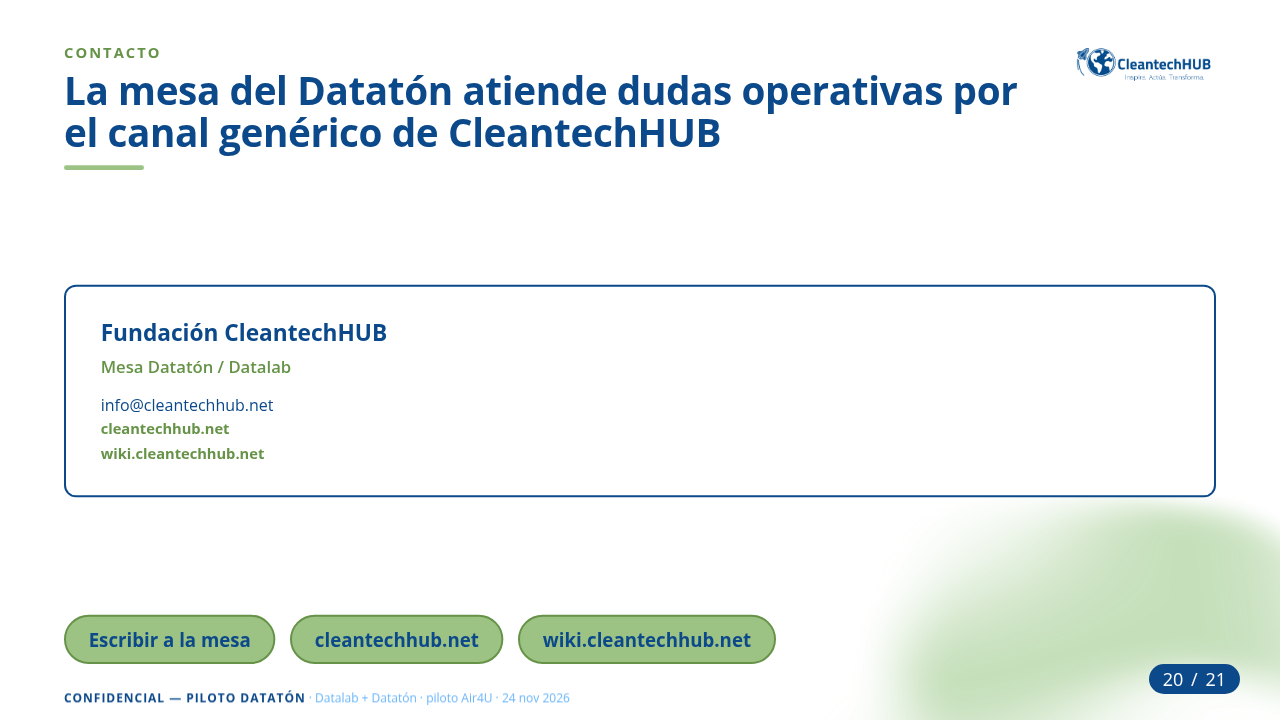 CONTACTO
La mesa del Datatón atiende dudas operativas por
el canal genérico de CleantechHUB
CleantechHUB
Inspira. Actúa. Transforma.
Fundación CleantechHUB
Mesa Datatón / Datalab
info@cleantechhub.net
cleantechhub.net
wiki.cleantechhub.net
Escribir a la mesa
cleantechhub.net
wiki.cleantechhub.net
CONFIDENCIAL — PILOTO DATATÓN · Datalab + Datatón · piloto Air4U · 24 nov 2026
20 / 21